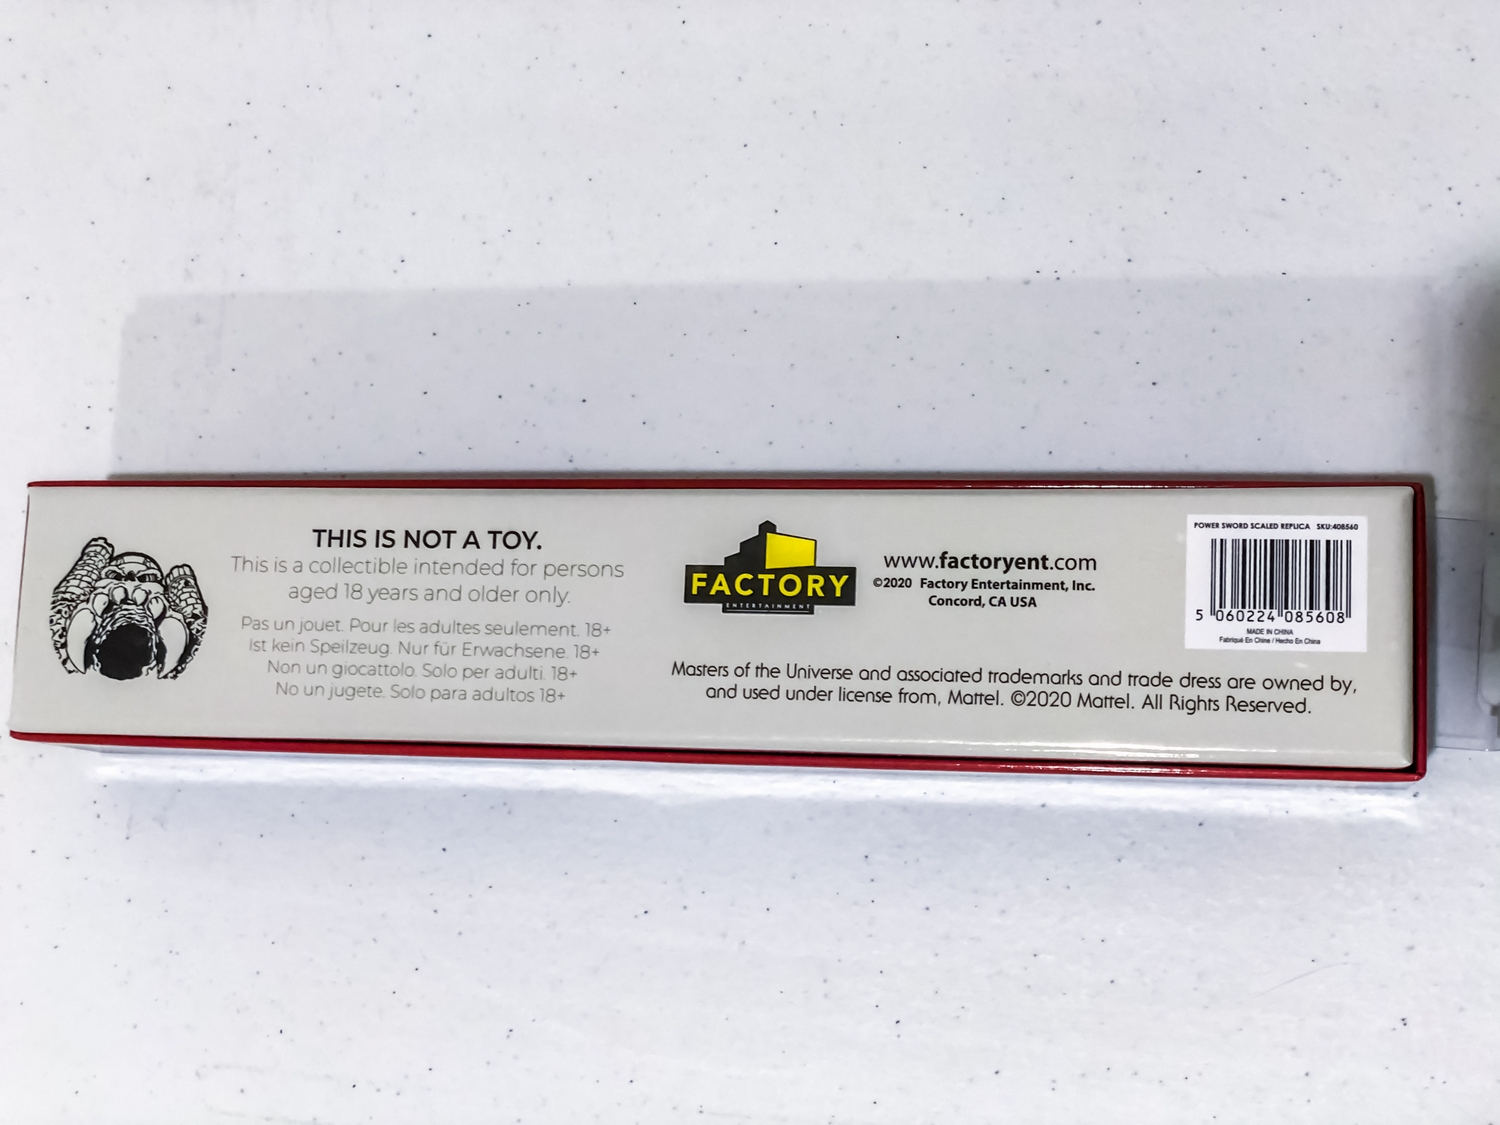 THIS IS NOT A TOY.
This is a collectible intended for persons
aged 18 years and older only.
Pas un jouet. Pour les adultes seulement. 18+
Ist kein Speilzeug. Nur für Erwachsene. 18+
Non un giocattolo. Solo per adulti. 18+
No un jugete. Solo para adultos 18+
FACTORY
ENTERTAINMENT
www.factoryent.com
©2020 Factory Entertainment, Inc.
Concord, CA USA
Masters of the Universe and associated trademarks and trade dress are owned by,
and used under license from, Mattel. ©2020 Mattel. All Rights Reserved.
POWER SWORD SCALED REPLICA SKU:408560
5 060224 085608
MADE IN CHINA
Fabriqué En Chine / Hecho En China